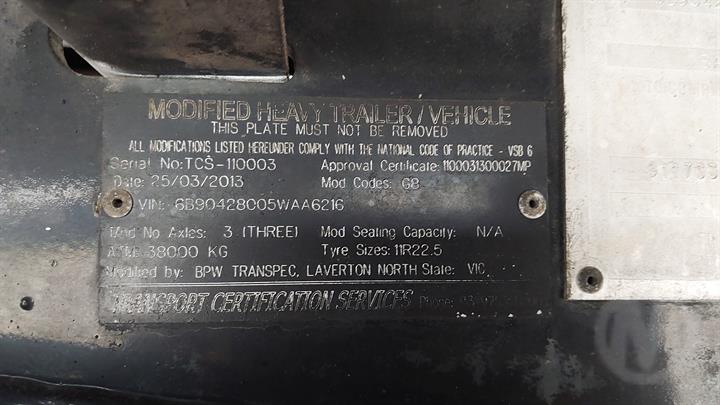 MODIFIED HEAVY TRAILER/VEHICLE
THIS PLATE MUST NOT BE REMOVED
ALL MODIFICATIONS LISTED HEREUNDER COMPLY WITH THE NATIONAL CODE OF PRACTICE - VSB 6
Serial No: TCS-110003 Approval Certificate: 1100031300027MP
Date: 25/03/2013 Mod Codes: G8
VIN: 6B90428005WAA6216
Mod No Axles: 3 (THREE) Mod Seating Capacity: N/A
38000 KG Tyre Sizes: 11R22.5
Modified by: BPW TRANSPEC, LAVERTON NORTH State: VIC
TRANSPORT CERTIFICATION SERVICES Phone: